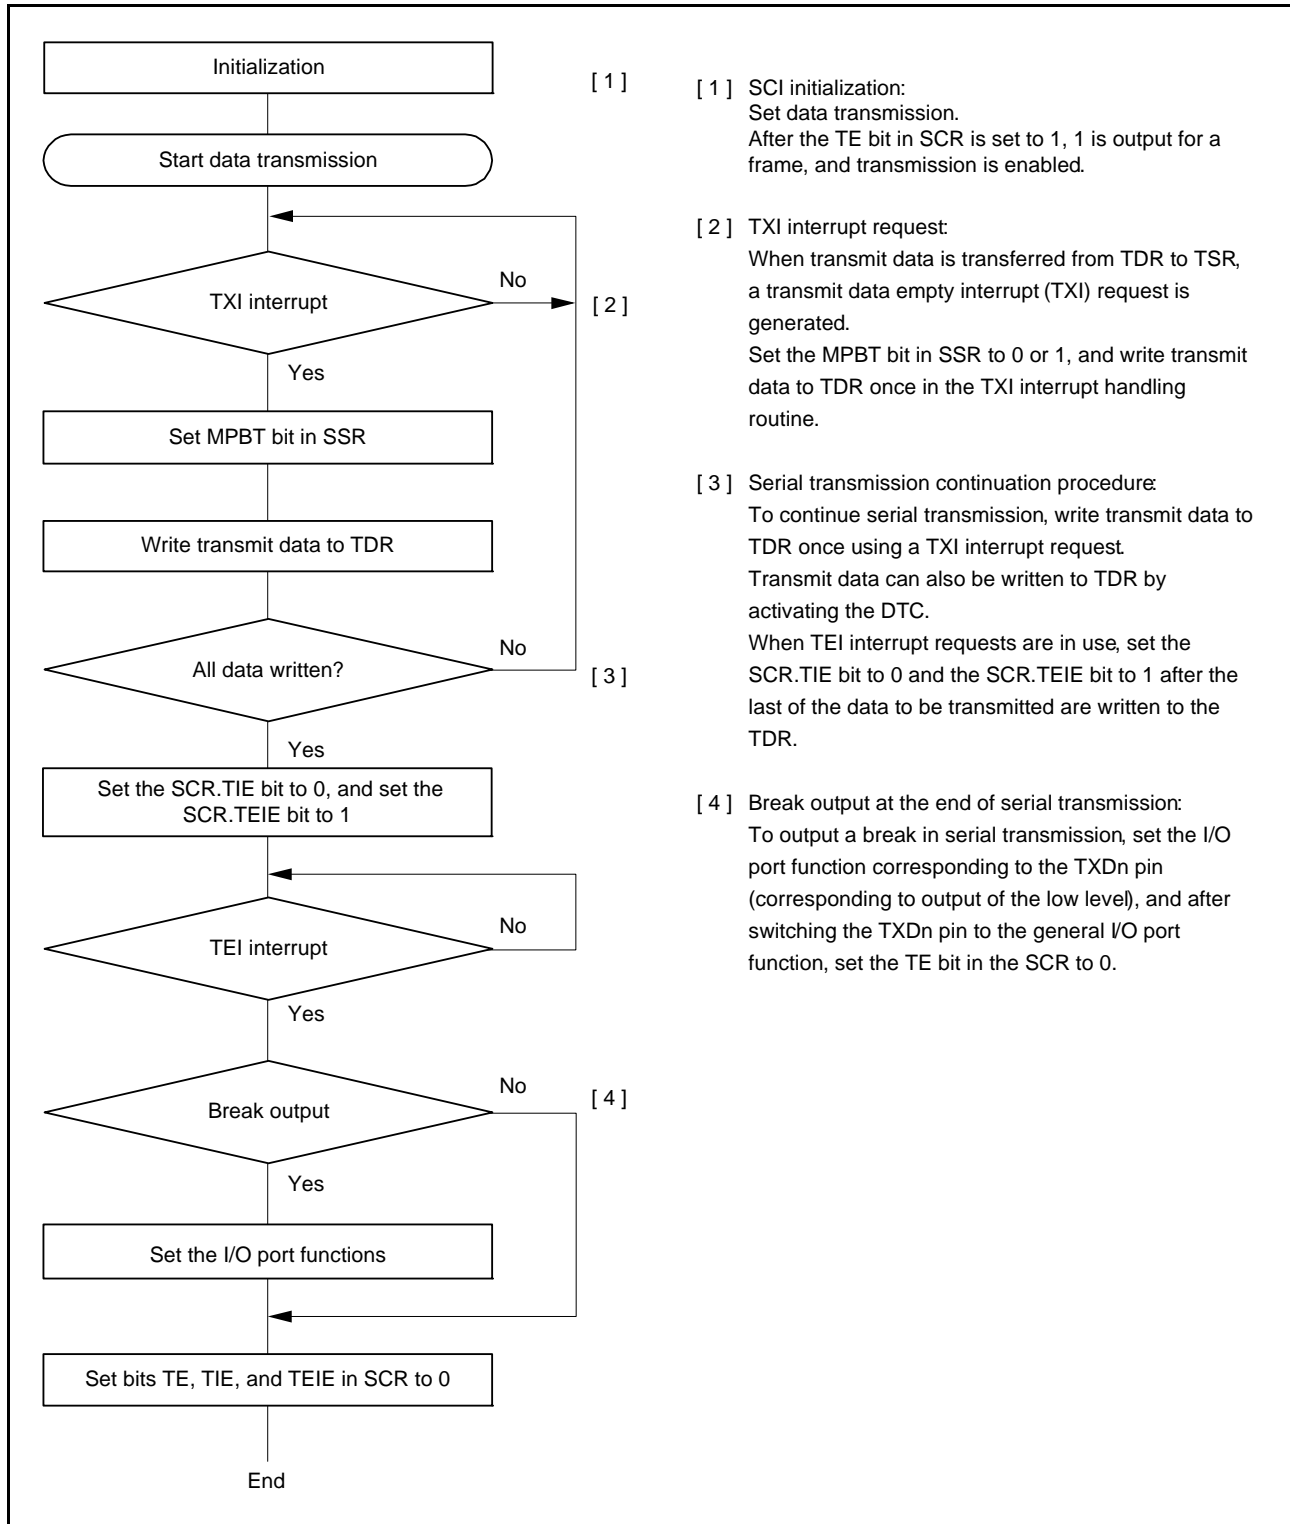 Initialization
[ 1 ]
Start data transmission
TXI interrupt
No
[ 2 ]
Yes
Set MPBT bit in SSR
Write transmit data to TDR
All data written?
No
[ 3 ]
Yes
Set the SCR.TIE bit to 0, and set the
SCR.TEIE bit to 1
TEI interrupt
No
Yes
Break output
No
[ 4 ]
Yes
Set the I/O port functions
Set bits TE, TIE, and TEIE in SCR to 0
End
[ 1 ] SCI initialization:
Set data transmission.
After the TE bit in SCR is set to 1, 1 is output for a
frame, and transmission is enabled.
[ 2 ] TXI interrupt request:
When transmit data is transferred from TDR to TSR,
a transmit data empty interrupt (TXI) request is
generated.
Set the MPBT bit in SSR to 0 or 1, and write transmit
data to TDR once in the TXI interrupt handling
routine.
[ 3 ] Serial transmission continuation procedure:
To continue serial transmission, write transmit data to
TDR once using a TXI interrupt request.
Transmit data can also be written to TDR by
activating the DTC.
When TEI interrupt requests are in use, set the
SCR.TIE bit to 0 and the SCR.TEIE bit to 1 after the
last of the data to be transmitted are written to the
TDR.
[ 4 ] Break output at the end of serial transmission:
To output a break in serial transmission, set the I/O
port function corresponding to the TXDn pin
(corresponding to output of the low level), and after
switching the TXDn pin to the general I/O port
function, set the TE bit in the SCR to 0.